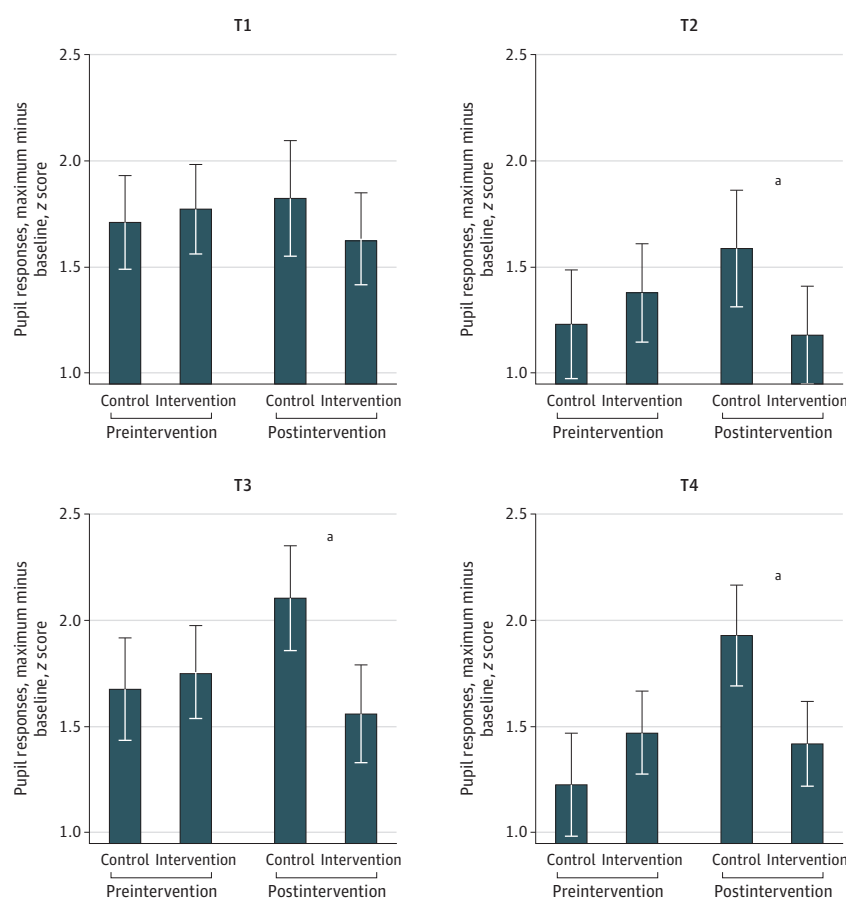 T1
Pupil responses, maximum minus
baseline, z score
2.5
2.0
1.5
1.0
Control Intervention Control Intervention
Preintervention Postintervention
T2
Pupil responses, maximum minus
baseline, z score
2.5
2.0
1.5
1.0
a
Control Intervention Control Intervention
Preintervention Postintervention
T3
Pupil responses, maximum minus
baseline, z score
2.5
2.0
1.5
1.0
a
Control Intervention Control Intervention
Preintervention Postintervention
T4
Pupil responses, maximum minus
baseline, z score
2.5
2.0
1.5
1.0
a
Control Intervention Control Intervention
Preintervention Postintervention